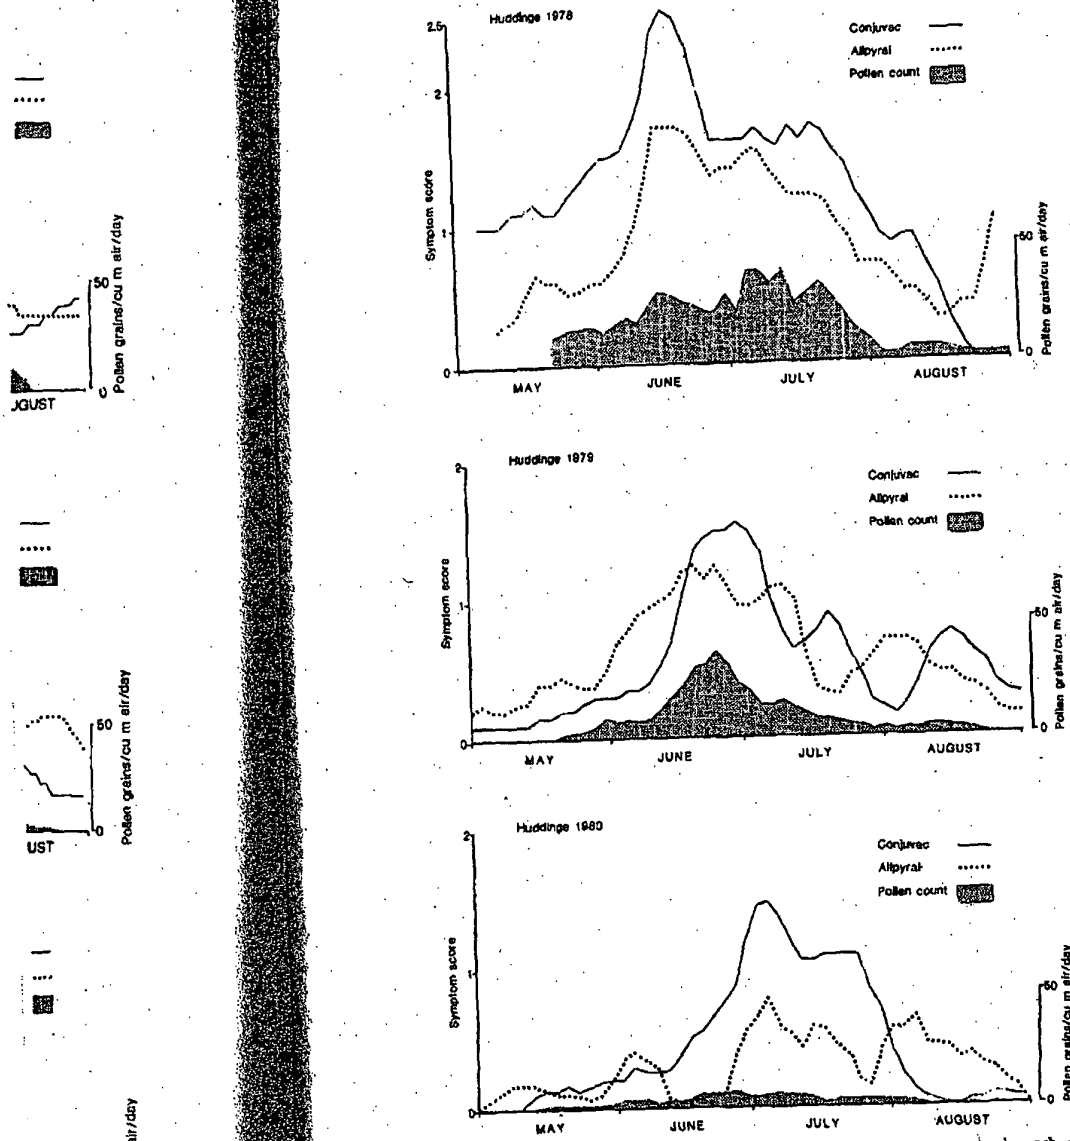 50
Pollen grains/cu m air/day
0
JGUST
50
Pollen grains/cu m air/day
0
UST
air/day
Huddinge 1978
Conjuvac
Allpyral
Pollen count
2.5
2
1
0
Symptom score
50
0
Pollen grains/cu m air/day
MAY JUNE JULY AUGUST
Huddinge 1979
Conjuvac
Allpyral
Pollen count
2
1
0
Symptom score
50
0
Pollen grains/cu m air/day
MAY JUNE JULY AUGUST
Huddinge 1980
Conjuvac
Allpyral
Pollen count
2
1
0
Symptom score
50
0
Pollen grains/cu m air/day
MAY JUNE JULY AUGUST